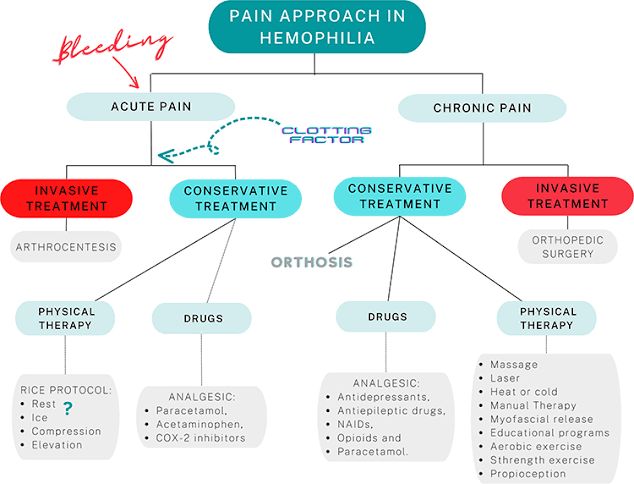 PAIN APPROACH IN
HEMOPHILIA
Bleeding
ACUTE PAIN
CHRONIC PAIN
CLOTTING
FACTOR
INVASIVE
TREATMENT
CONSERVATIVE
TREATMENT
CONSERVATIVE
TREATMENT
INVASIVE
TREATMENT
ARTHROCENTESIS
ORTHOSIS
ORTHOPEDIC
SURGERY
PHYSICAL
THERAPY
DRUGS
DRUGS
PHYSICAL
THERAPY
RICE PROTOCOL:
• Rest ?
• Ice
• Compression
• Elevation
ANALGESIC:
• Paracetamol,
• Acetaminophen,
• COX-2 inhibitors
ANALGESIC:
• Antidepressants,
• Antiepileptic drugs,
• NAIDs,
• Opioids and
• Paracetamol.
• Massage
• Laser
• Heat or cold
• Manual Therapy
• Myofascial release
• Educational programs
• Aerobic exercise
• Sthrength exercise
• Propioception